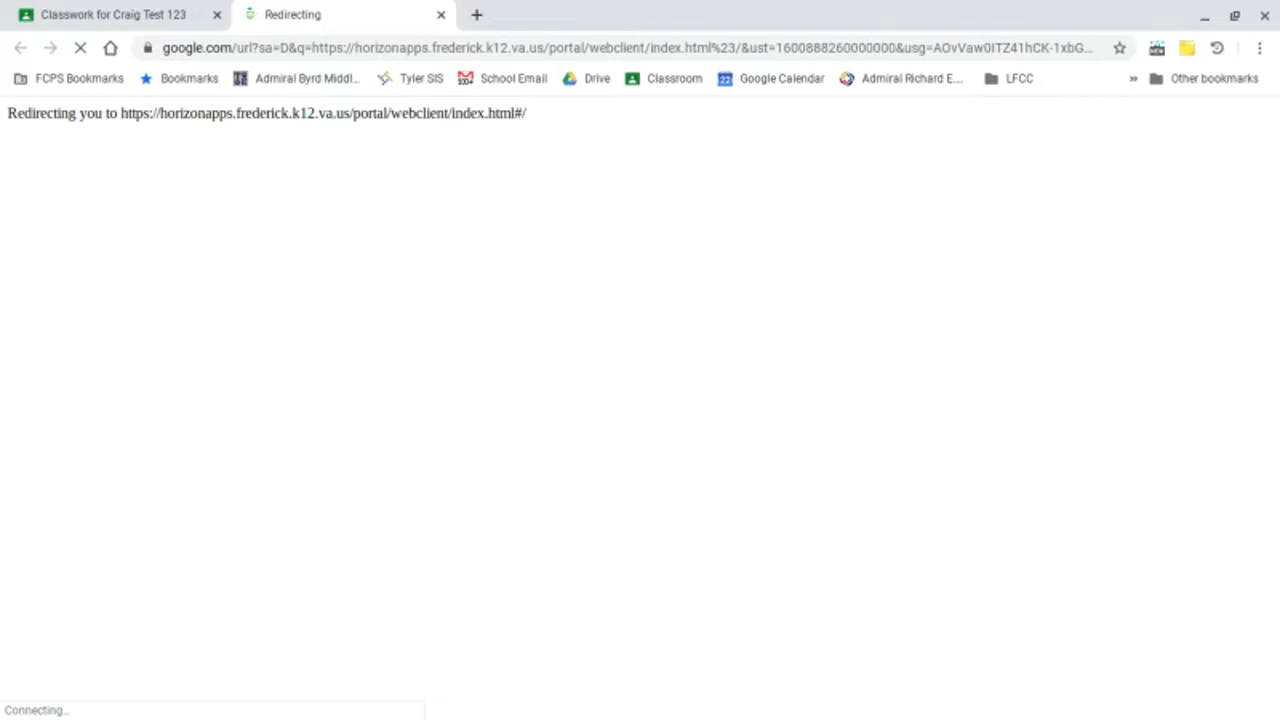 Classwork for Craig Test 123
Redirecting
google.com/url?sa=D&q=https://horizonapps.frederick.k12.va.us/portal/webclient/index.html%23/&ust=1600888260000000&usg=AOvVaw0ITZ41hCK-1xbG...
FCPS Bookmarks
Bookmarks
Admiral Byrd Middl...
Tyler SIS
School Email
Drive
Classroom
Google Calendar
Admiral Richard E...
LFCC
»
Other bookmarks
Redirecting you to https://horizonapps.frederick.k12.va.us/portal/webclient/index.html#/
Connecting...